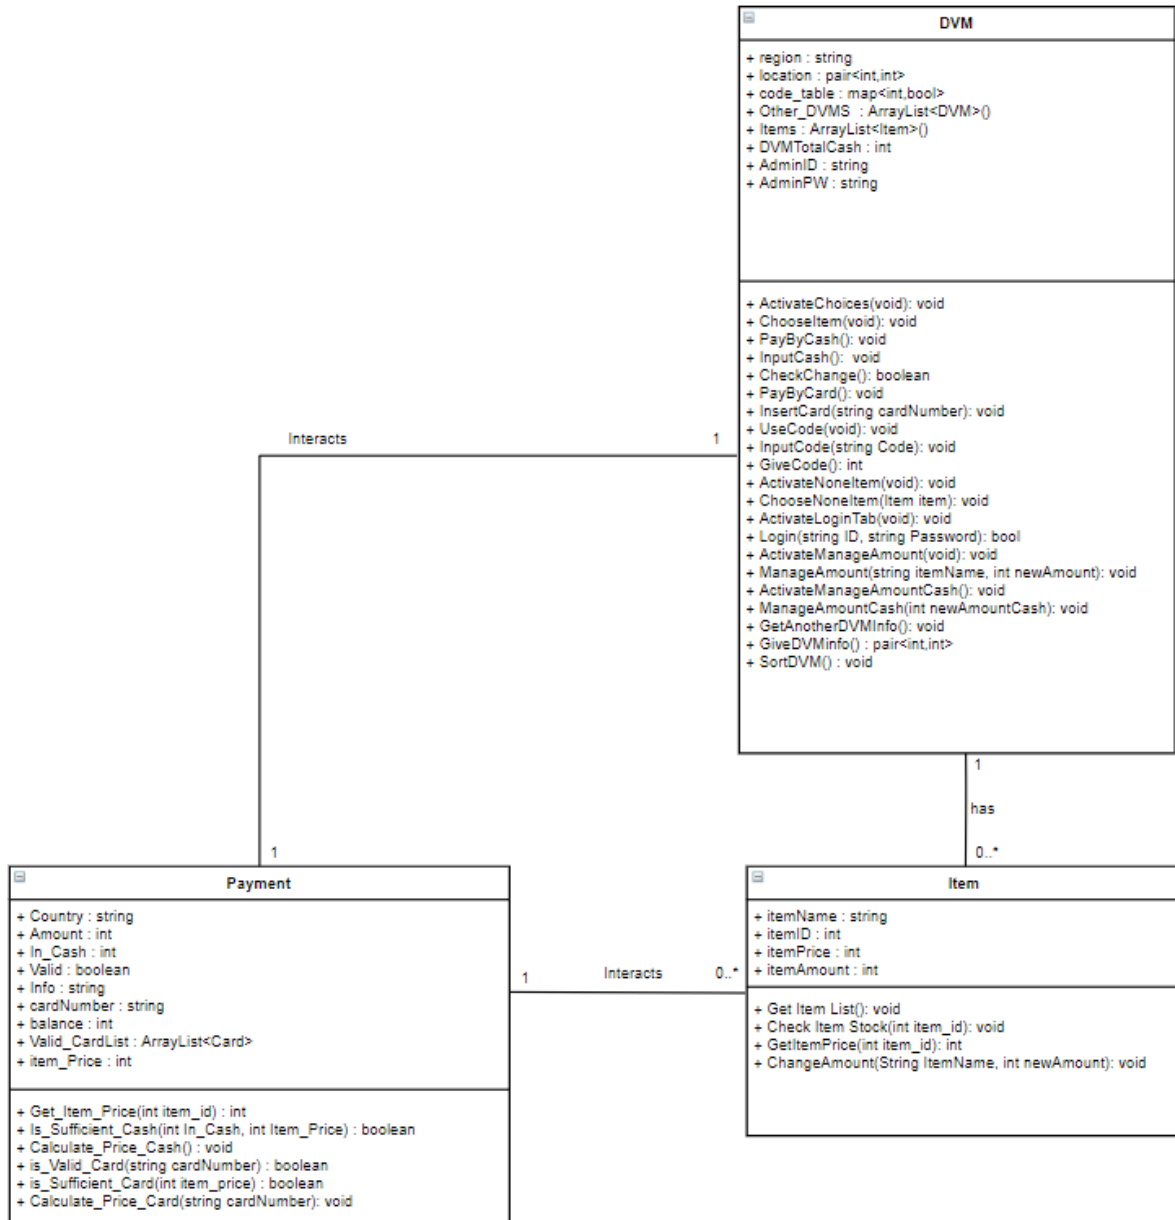 DVM
+ region : string
+ location : pair<int,int>
+ code_table : map<int,bool>
+ Other_DVMS : ArrayList<DVM>()
+ Items : ArrayList<Item>()
+ DVMTotalCash : int
+ AdminID : string
+ AdminPW : string
+ ActivateChoices(void): void
+ ChooseItem(void): void
+ PayByCash(): void
+ InputCash(): void
+ CheckChange(): boolean
+ PayByCard(): void
+ InsertCard(string cardNumber): void
+ UseCode(void): void
+ InputCode(string Code): void
+ GiveCode(): int
+ ActivateNoneItem(void): void
+ ChooseNoneItem(Item item): void
+ ActivateLoginTab(void): void
+ Login(string ID, string Password): bool
+ ActivateManageAmount(void): void
+ ManageAmount(string itemName, int newAmount): void
+ ActivateManageAmountCash(): void
+ ManageAmountCash(int newAmountCash): void
+ GetAnotherDVMInfo(): void
+ GiveDVMinfo() : pair<int,int>
+ SortDVM() : void
Interacts
1
1
1
has
0..*
Payment
+ Country : string
+ Amount : int
+ In_Cash : int
+ Valid : boolean
+ Info : string
+ cardNumber : string
+ balance : int
+ Valid_CardList : ArrayList<Card>
+ item_Price : int
+ Get_Item_Price(int item_id) : int
+ Is_Sufficient_Cash(int In_Cash, int Item_Price) : boolean
+ Calculate_Price_Cash() : void
+ is_Valid_Card(string cardNumber) : boolean
+ is_Sufficient_Card(int item_price) : boolean
+ Calculate_Price_Card(string cardNumber): void
1
Interacts
0..*
Item
+ itemName : string
+ itemID : int
+ itemPrice : int
+ itemAmount : int
+ Get Item List(): void
+ Check Item Stock(int item_id): void
+ GetItemPrice(int item_id): int
+ ChangeAmount(String ItemName, int newAmount): void